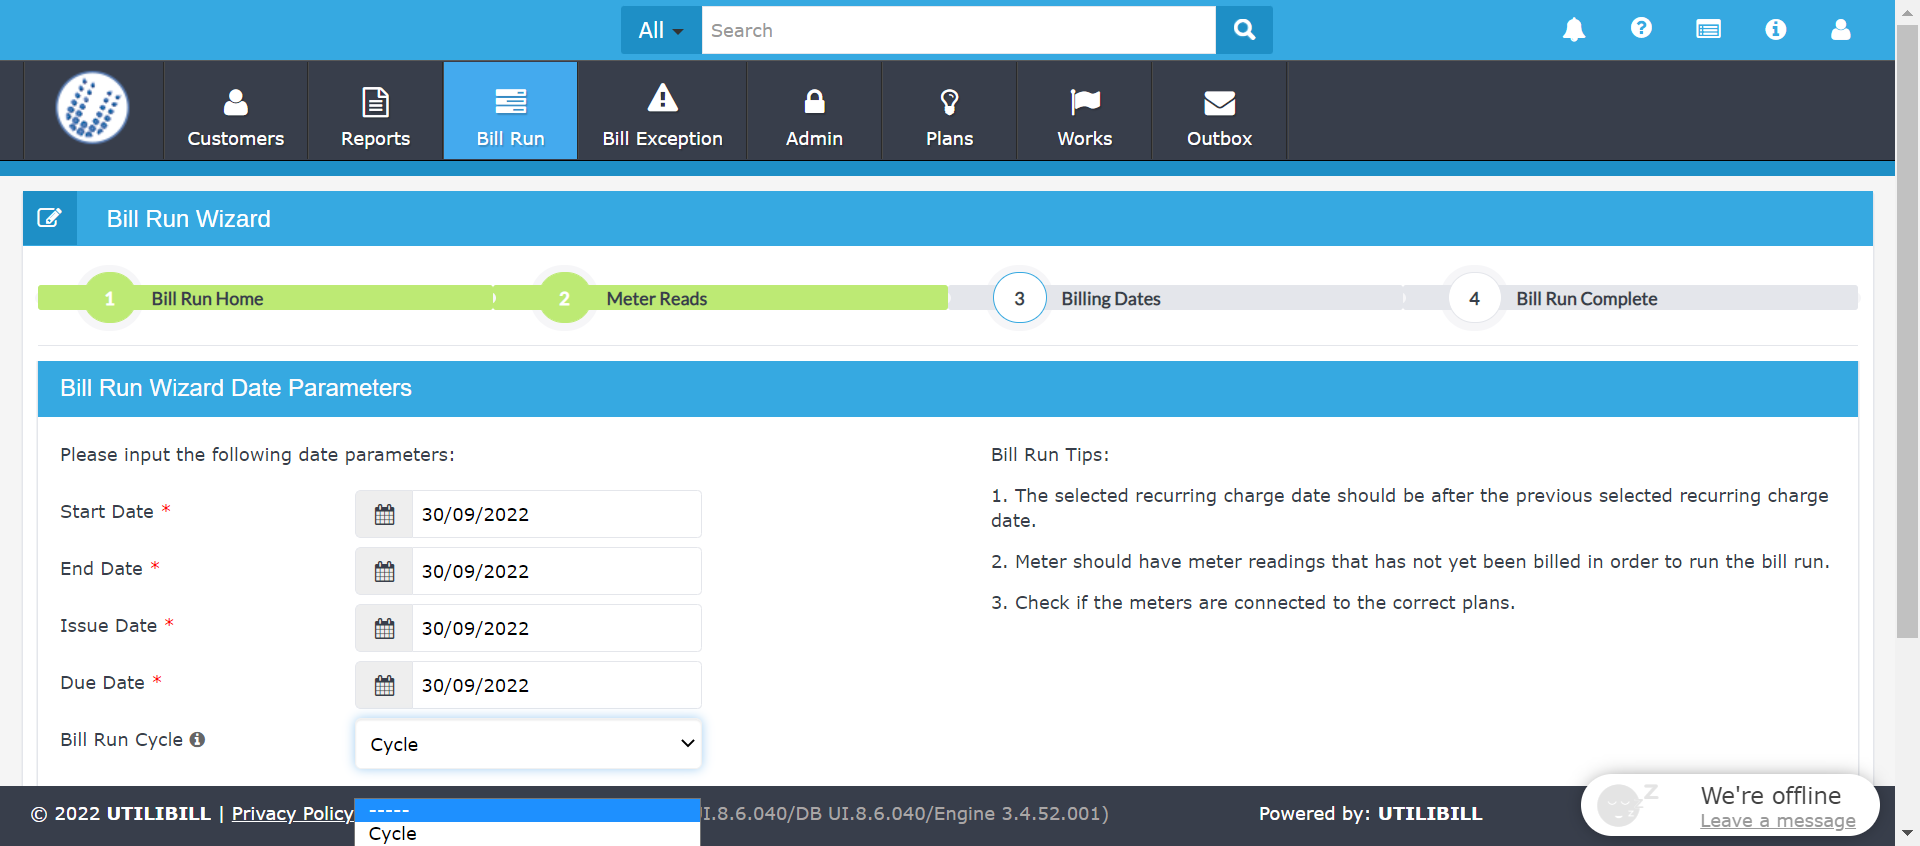 All
Search
Customers
Reports
Bill Run
Bill Exception
Admin
Plans
Works
Outbox
Bill Run Wizard
1 Bill Run Home
2 Meter Reads
3 Billing Dates
4 Bill Run Complete
Bill Run Wizard Date Parameters
Please input the following date parameters:
Start Date * 30/09/2022
End Date * 30/09/2022
Issue Date * 30/09/2022
Due Date * 30/09/2022
Bill Run Cycle Cycle
-----
Cycle
Bill Run Tips:
1. The selected recurring charge date should be after the previous selected recurring charge
date.
2. Meter should have meter readings that has not yet been billed in order to run the bill run.
3. Check if the meters are connected to the correct plans.
© 2022 UTILIBILL | Privacy Policy
UI.8.6.040/DB UI.8.6.040/Engine 3.4.52.001)
Powered by: UTILIBILL
z z
We're offline
Leave a message